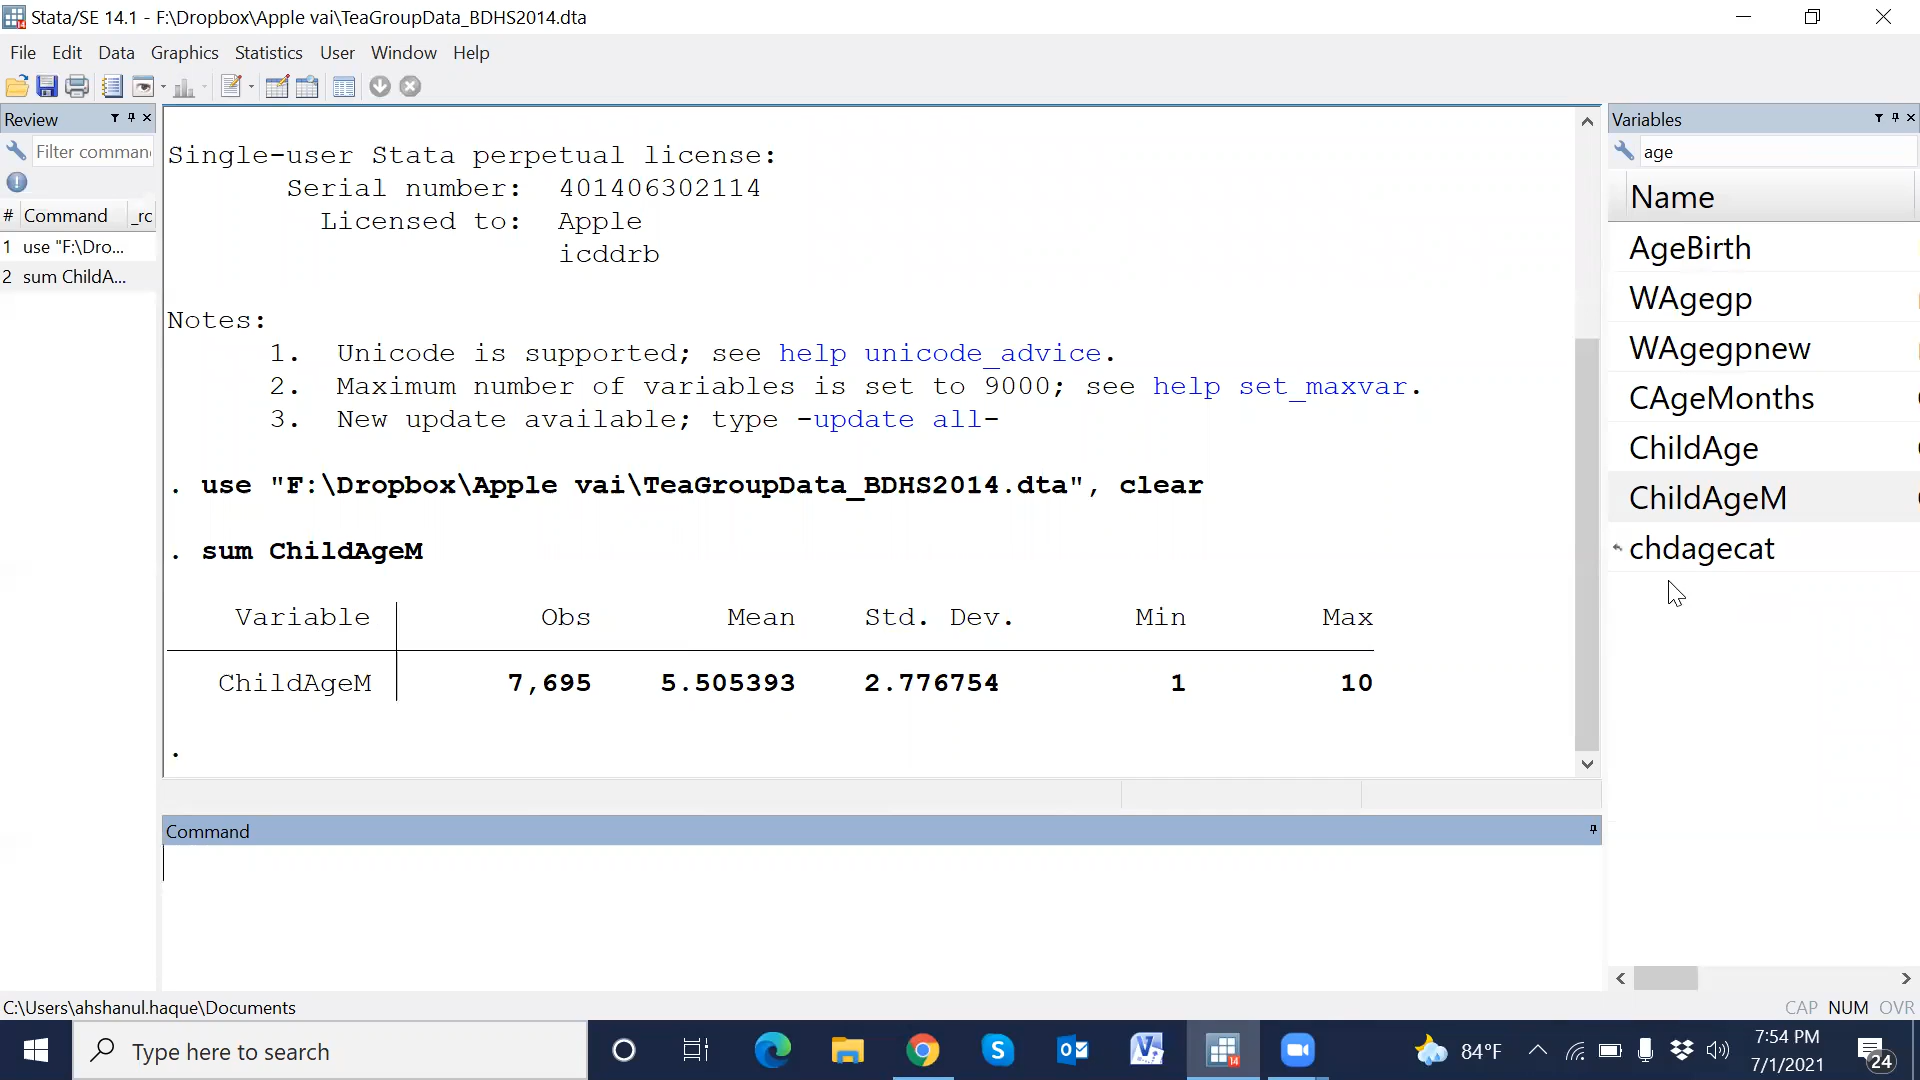 Stata/SE 14.1 - F:\Dropbox\Apple vai\TeaGroupData_BDHS2014.dta
File Edit Data Graphics Statistics User Window Help
Review
Filter comman
# Command _rc
1 use "F:\Dro...
2 sum ChildA...
Single-user Stata perpetual license:
Serial number: 401406302114
Licensed to: Apple
icddrb
Notes:
1. Unicode is supported; see help unicode_advice.
2. Maximum number of variables is set to 9000; see help set_maxvar.
3. New update available; type -update all-
. use "F:\Dropbox\Apple vai\TeaGroupData_BDHS2014.dta", clear
. sum ChildAgeM
Variable Obs Mean Std. Dev. Min Max
ChildAgeM 7,695 5.505393 2.776754 1 10
.
Command
Variables
age
Name
AgeBirth
WAgegp
WAgegpnew
CAgeMonths
ChildAge
ChildAgeM
chdagecat
C:\Users\ahshanul.haque\Documents
CAP NUM OVR
Type here to search
84°F
7:54 PM
7/1/2021
24